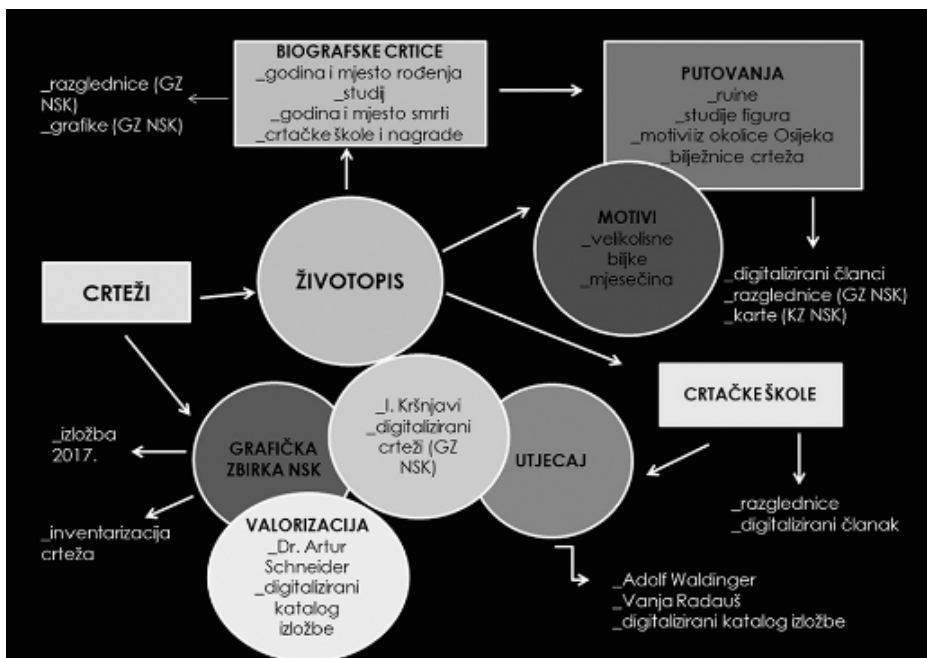 BIOGRAFSKE CRTICE
_godina i mjesto rođenja
_studij
_godina i mjesto smrti
_crtačke škole i nagrade
_razglednice (GZ
NSK)
_grafike (GZ NSK)
PUTOVANJA
_ruine
_studije figura
_motivi iz okolice Osijeka
_bilježnice crteža
MOTIVI
_velikolisne
biljke
_mjesečina
ŽIVOTOPIS
CRTEŽI
_digitalizirani članci
_razglednice (GZ NSK)
_karte (KZ NSK)
CRTAČKE ŠKOLE
_I. Kršnjavi
_digitalizirani
crteži (GZ
NSK)
UTJECAJ
GRAFIČKA
ZBIRKA NSK
_izložba
2017.
_inventarizacija
crteža
VALORIZACIJA
_Dr. Artur
Schneider
_digitalizirani
katalog
izložbe
_razglednice
_digitalizirani članak
_Adolf Waldinger
_Vanja Radauš
_digitalizirani katalog izložbe